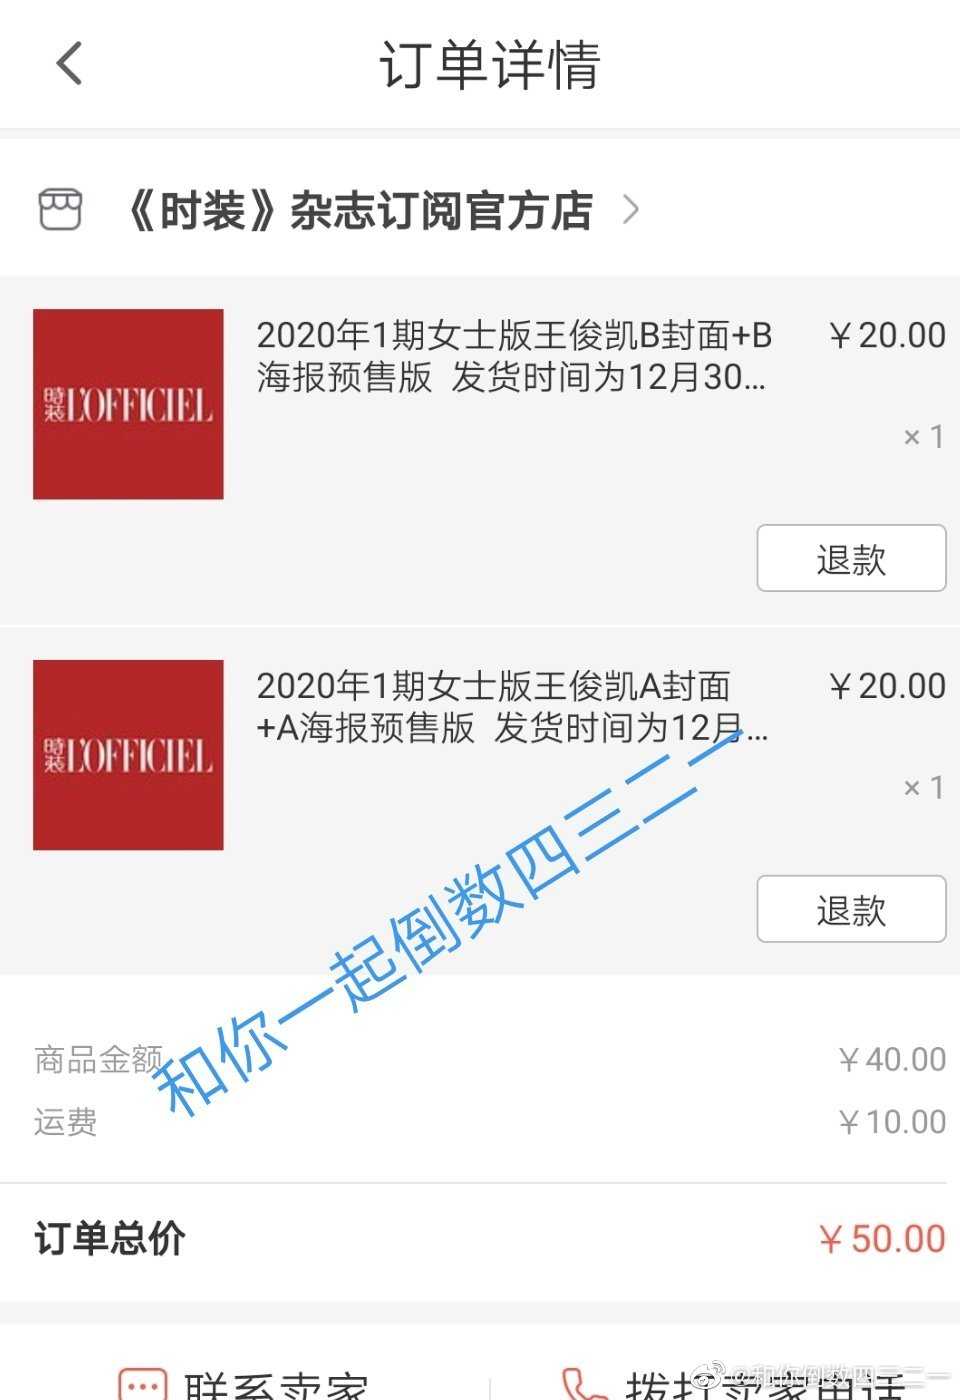 订单详情
《时装》杂志订阅官方店
時装L'OFFICIEL
2020年1期女士版王俊凯B封面+B
海报预售版 发货时间为12月30...
￥20.00
×1
退款
時装L'OFFICIEL
2020年1期女士版王俊凯A封面
+A海报预售版 发货时间为12月...
￥20.00
×1
退款
和你一起倒数四三二一
商品金额
￥40.00
运费
￥10.00
订单总价
￥50.00
联系卖家
拨打卖家电话
@和你倒数四三二一